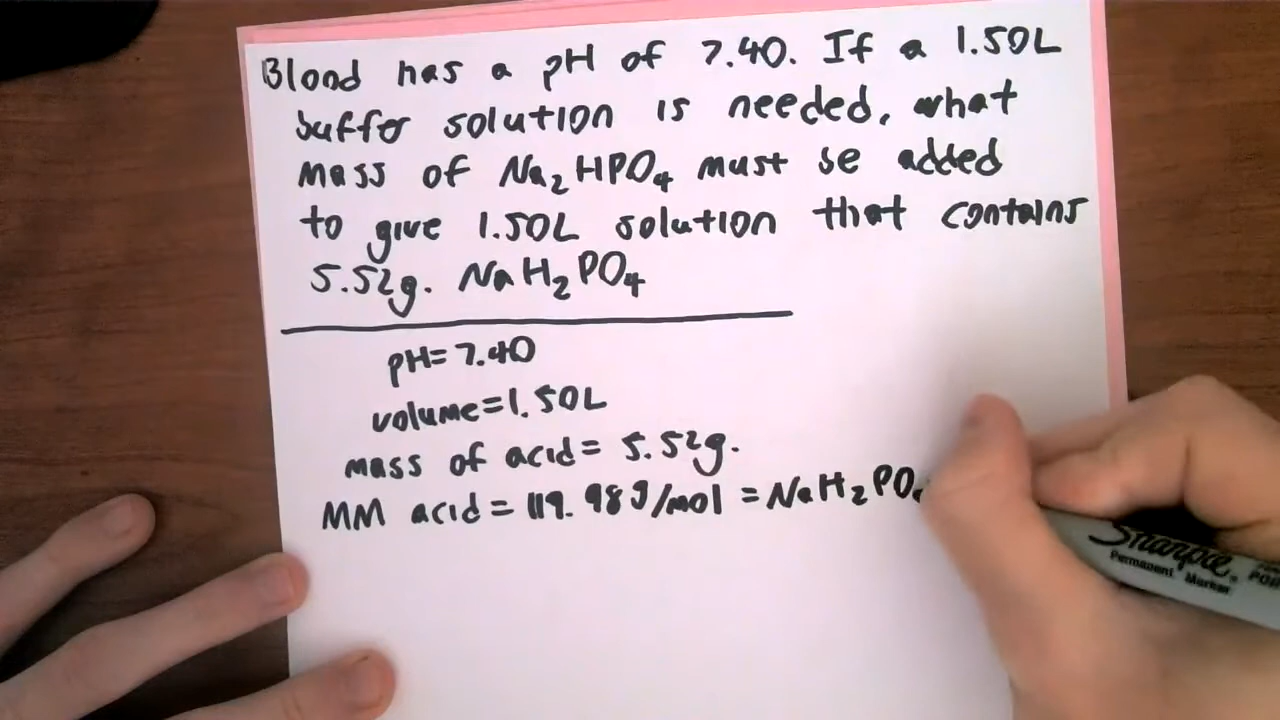 Blood has a pH of 7.40. If a 1.50L
buffer solution is needed, what
mass of Na₂HPO₄ must be added
to give 1.50L solution that contains
5.52g. NaH₂PO₄
pH=7.40
volume=1.50L
mass of acid= 5.52g.
MM acid = 119.98g/mol = NaH₂PO
Sharpie
Permanent Marker